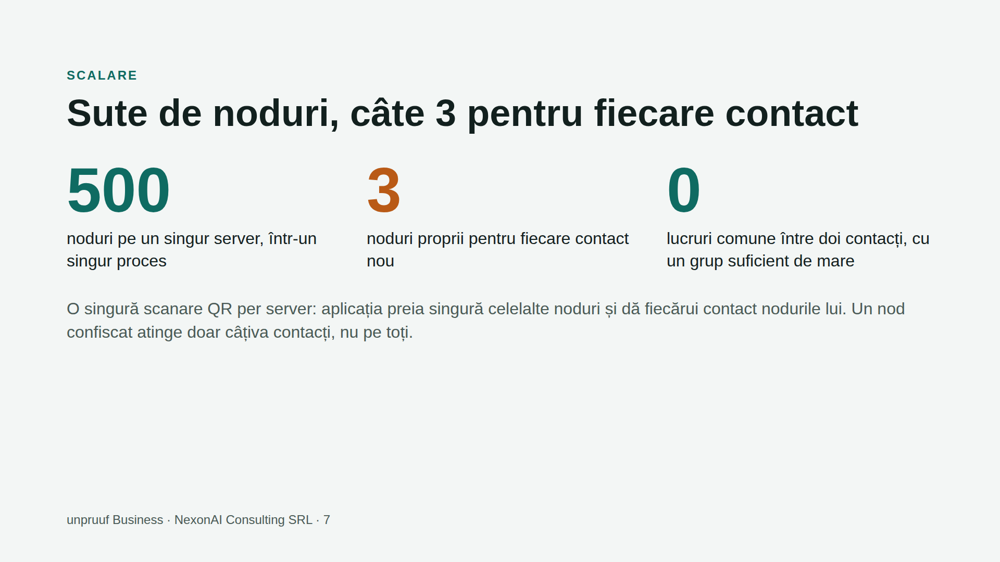 SCALARE
Sute de noduri, câte 3 pentru fiecare contact
500
noduri pe un singur server, într-un
singur proces
3
noduri proprii pentru fiecare contact
nou
0
lucruri comune între doi contacți, cu
un grup suficient de mare
O singură scanare QR per server: aplicația preia singură celelalte noduri și dă fiecărui contact nodurile lui. Un nod
confiscat atinge doar câțiva contacți, nu pe toți.
unpruuf Business · NexonAI Consulting SRL · 7